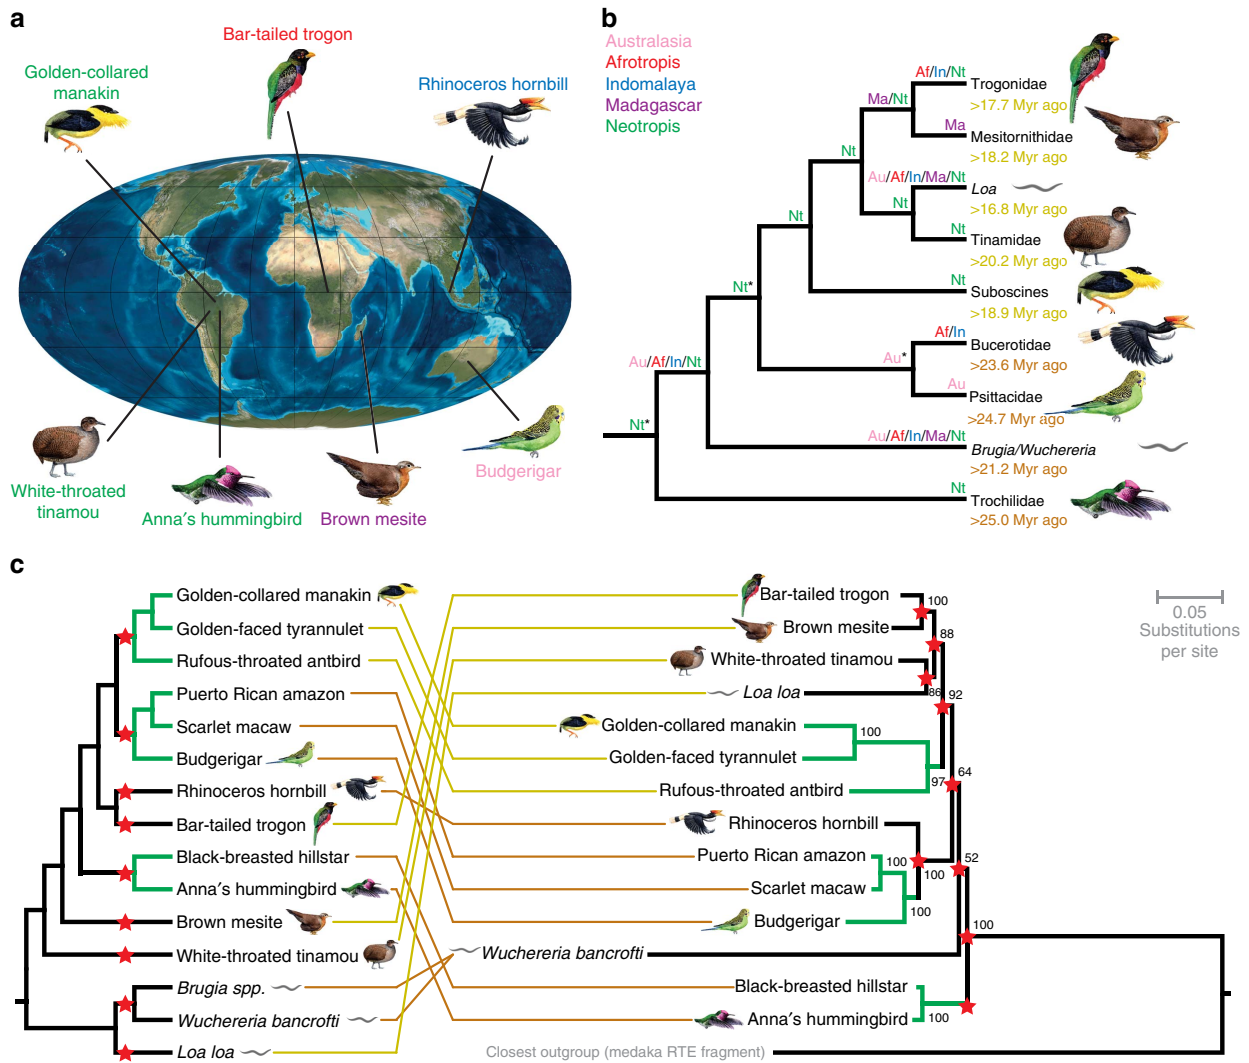 a
Bar-tailed trogon
Golden-collared
manakin
Rhinoceros hornbill
White-throated
tinamou
Anna′s hummingbird
Brown mesite
Budgerigar
b
Australasia
Afrotropis
Indomalaya
Madagascar
Neotropis
Af/In/Nt
Trogonidae
>17.7 Myr ago
Ma/Nt
Ma
Mesitornithidae
>18.2 Myr ago
Nt
Au/Af/In/Ma/Nt
Loa
>16.8 Myr ago
Nt
Nt
Tinamidae
>20.2 Myr ago
Nt
Nt
Suboscines
>18.9 Myr ago
Nt*
Af/In
Bucerotidae
>23.6 Myr ago
Au*
Au
Psittacidae
>24.7 Myr ago
Au/Af/In/Nt
Au/Af/In/Ma/Nt
Brugia/Wuchereria
>21.2 Myr ago
Nt*
Nt
Trochilidae
>25.0 Myr ago
c
Golden-collared manakin
Golden-faced tyrannulet
Rufous-throated antbird
Puerto Rican amazon
Scarlet macaw
Budgerigar
Rhinoceros hornbill
Bar-tailed trogon
Black-breasted hillstar
Anna′s hummingbird
Brown mesite
White-throated tinamou
Brugia spp.
Wuchereria bancrofti
Loa loa
Bar-tailed trogon
100
Brown mesite
88
White-throated tinamou
86
Loa loa
92
Golden-collared manakin
100
Golden-faced tyrannulet
64
97
Rufous-throated antbird
Rhinoceros hornbill
Puerto Rican amazon
100
52
100
Scarlet macaw
100
Budgerigar
100
Wuchereria bancrofti
Black-breasted hillstar
Anna′s hummingbird
100
Closest outgroup (medaka RTE fragment)
0.05
Substitutions
per site